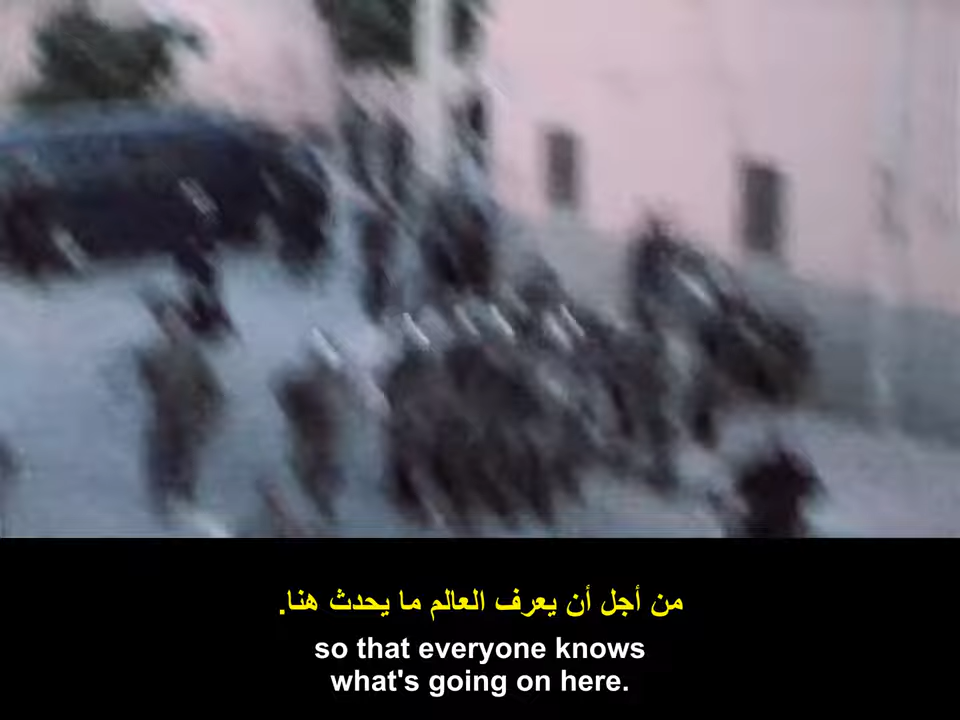 من أجل أن يعرف العالم ما يحدث هنا.
so that everyone knows
what's going on here.